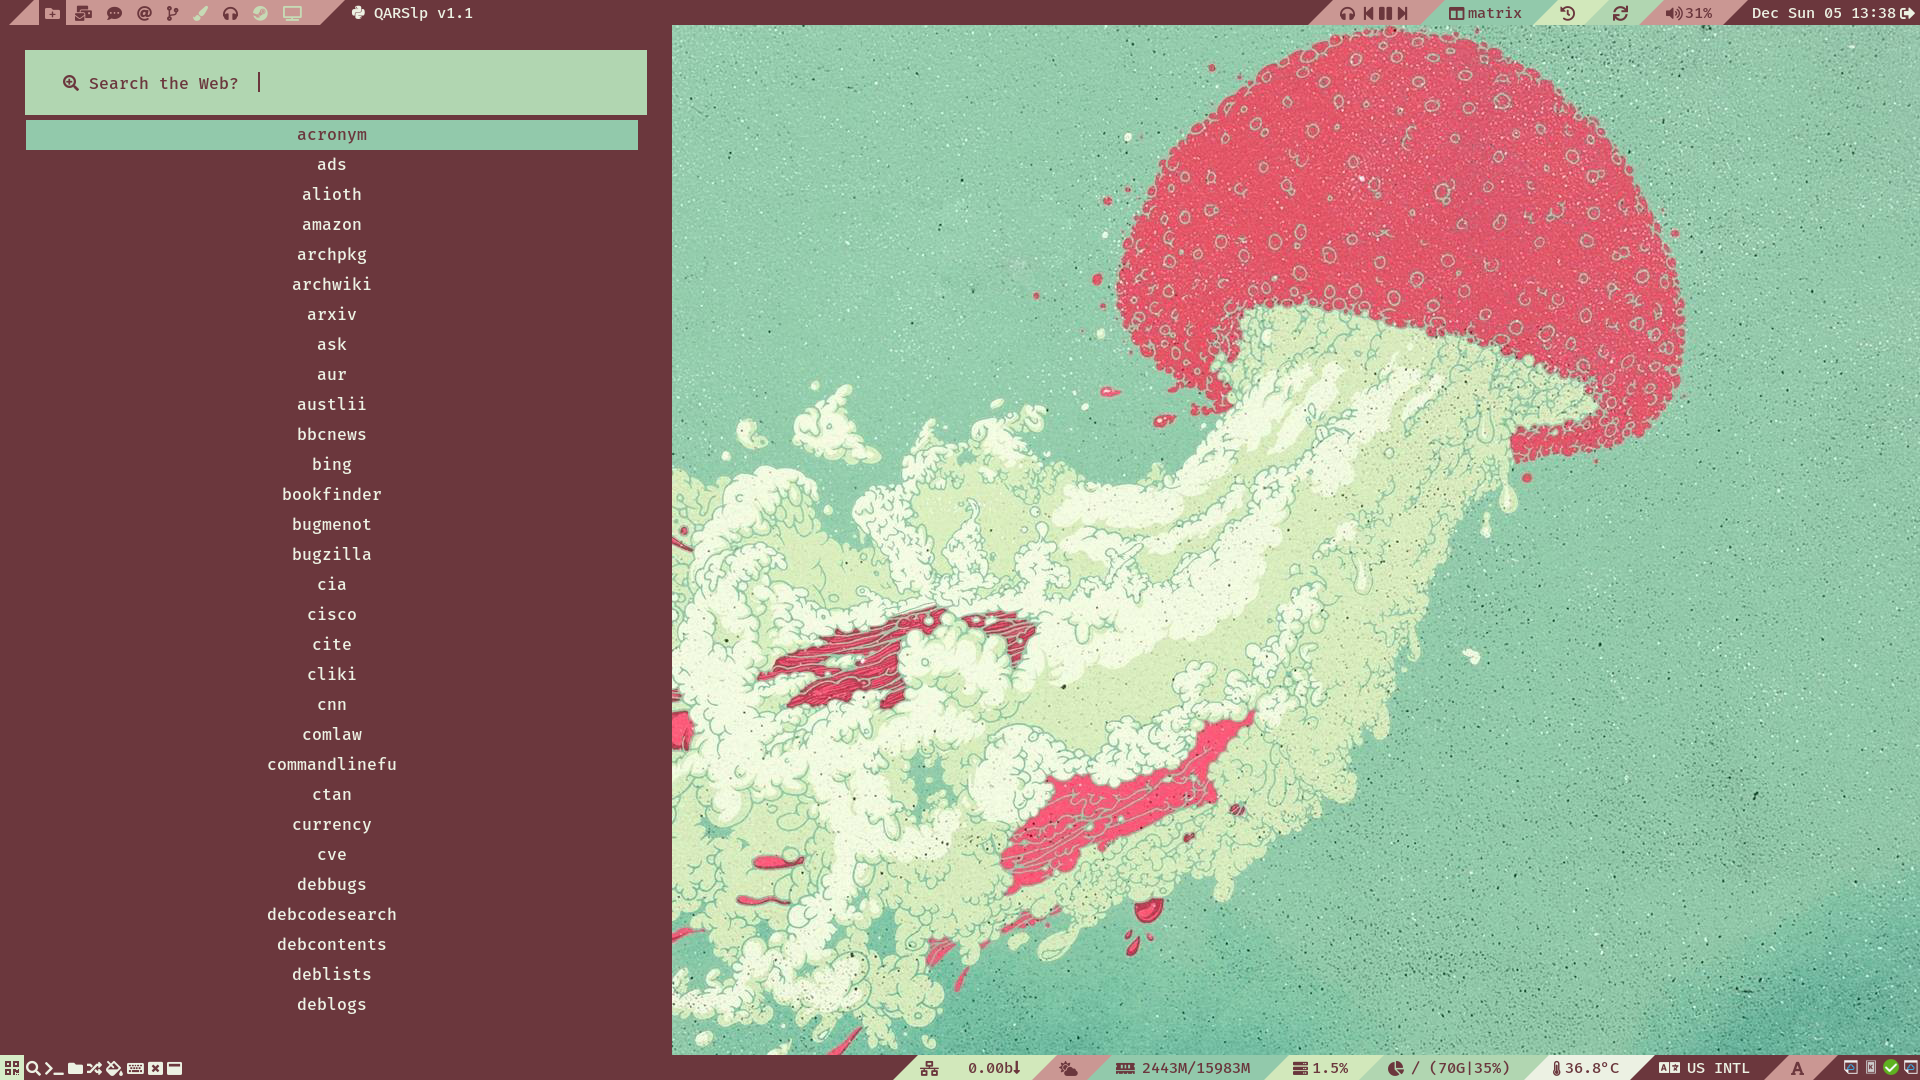 QARSlp v1.1
matrix
31%
Dec Sun 05 13:38
Search the Web?
acronym
ads
alioth
amazon
archpkg
archwiki
arxiv
ask
aur
austlii
bbcnews
bing
bookfinder
bugmenot
bugzilla
cia
cisco
cite
cliki
cnn
comlaw
commandlinefu
ctan
currency
cve
debbugs
debcodesearch
debcontents
deblists
deblogs
0.00b↓
2443M/15983M
1.5%
/ (70G|35%)
36.8°C
US INTL
A